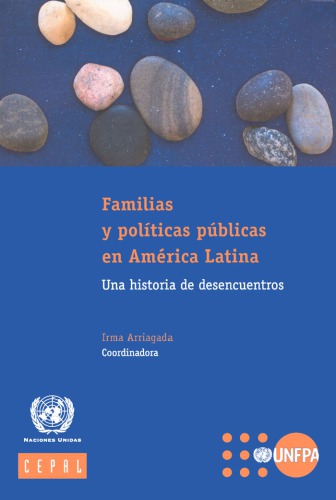 Familias
y políticas públicas
en América Latina
Una historia de desencuentros
Irma Arriagada
Coordinadora
NACIONES UNIDAS
CEPAL
UNFPA